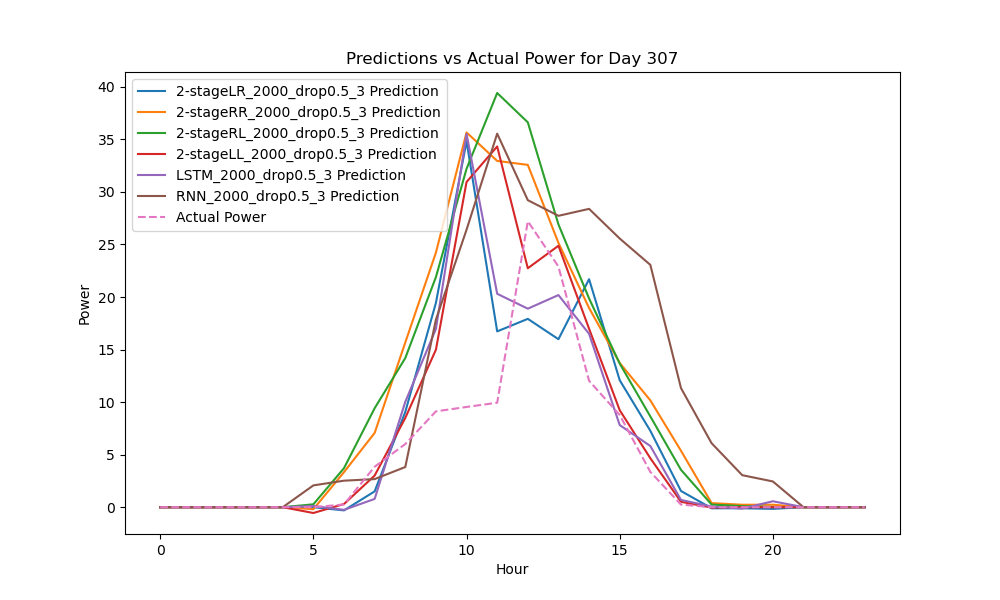 Predictions vs Actual Power for Day 307
2-stageLR_2000_drop0.5_3 Prediction
2-stageRR_2000_drop0.5_3 Prediction
2-stageRL_2000_drop0.5_3 Prediction
2-stageLL_2000_drop0.5_3 Prediction
LSTM_2000_drop0.5_3 Prediction
RNN_2000_drop0.5_3 Prediction
Actual Power
40
35
30
25
20
15
10
5
0
Power
0 5 10 15 20
Hour